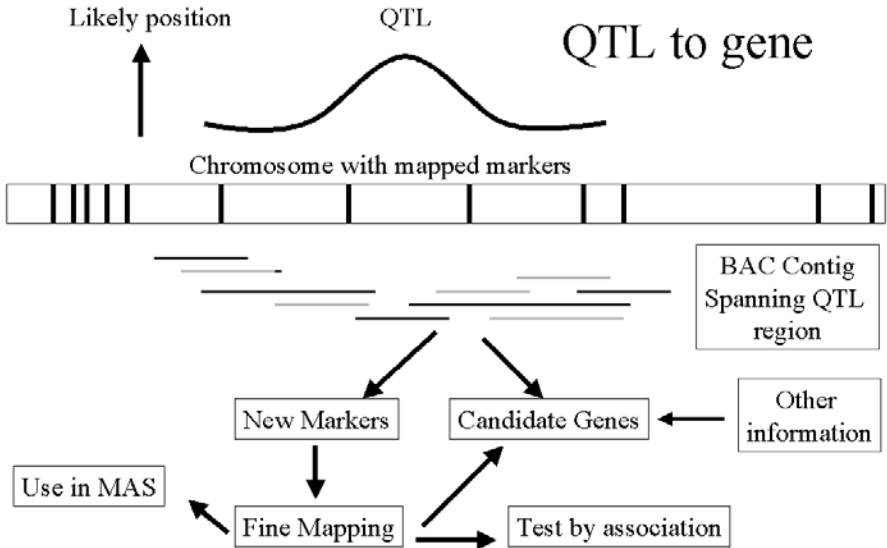 Likely position
QTL
QTL to gene
Chromosome with mapped markers
BAC Contig
Spanning QTL
region
New Markers
Candidate Genes
Other
information
Use in MAS
Fine Mapping
Test by association